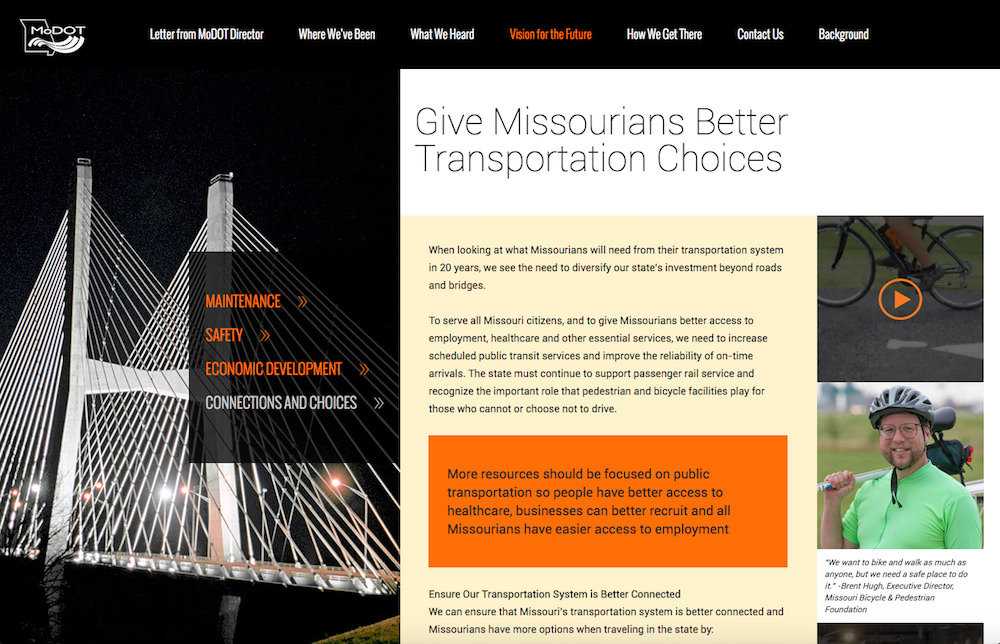 MoDOT
Letter from MoDOT Director
Where We've Been
What We Heard
Vision for the Future
How We Get There
Contact Us
Background
Give Missourians Better
Transportation Choices
MAINTENANCE »
SAFETY »
ECONOMIC DEVELOPMENT »
CONNECTIONS AND CHOICES »
When looking at what Missourians will need from their transportation system
in 20 years, we see the need to diversify our state's investment beyond roads
and bridges.
To serve all Missouri citizens, and to give Missourians better access to
employment, healthcare and other essential services, we need to increase
scheduled public transit services and improve the reliability of on-time
arrivals. The state must continue to support passenger rail service and
recognize the important role that pedestrian and bicycle facilities play for
those who cannot or choose not to drive.
More resources should be focused on public
transportation so people have better access to
healthcare, businesses can better recruit and all
Missourians have easier access to employment
Ensure Our Transportation System is Better Connected
We can ensure that Missouri's transportation system is better connected and
Missourians have more options when traveling in the state by:
"We want to bike and walk as much as
anyone, but we need a safe place to do
it." -Brent Hugh, Executive Director,
Missouri Bicycle & Pedestrian
Foundation